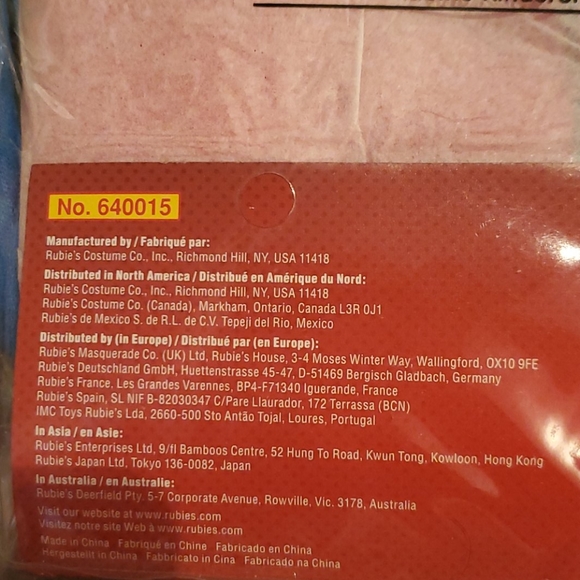 No. 640015
Manufactured by / Fabriqué par:
Rubie's Costume Co., Inc., Richmond Hill, NY, USA 11418
Distributed in North America / Distribué en Amérique du Nord:
Rubie's Costume Co., Inc., Richmond Hill, NY, USA 11418
Rubie's Costume Co. (Canada), Markham, Ontario, Canada L3R 0J1
Rubie's de Mexico S. de R.L. de C.V. Tepeji del Rio, Mexico
Distributed by (in Europe) / Distribué par (en Europe):
Rubie's Masquerade Co. (UK) Ltd, Rubie's House, 3-4 Moses Winter Way, Wallingford, OX10 9FE
Rubie's Deutschland GmbH, Huettenstrasse 45-47, D-51469 Bergisch Gladbach, Germany
Rubie's France, Les Grandes Varennes, BP4-F71340 Iguerande, France
Rubie's Spain, SL NIF B-82030347 C/Pare Llaurador, 172 Terrassa (BCN)
IMC Toys Rubie's Lda, 2660-500 Sto Antão Tojal, Loures, Portugal
In Asia / en Asie:
Rubie's Enterprises Ltd, 9/fl Bamboos Centre, 52 Hung To Road, Kwun Tong, Kowloon, Hong Kong
Rubie's Japan Ltd, Tokyo 136-0082, Japan
In Australia / en Australie:
Rubie's Deerfield Pty. 5-7 Corporate Avenue, Rowville, Vic. 3178, Australia
Visit our website at www.rubies.com
Visitez notre site Web à www.rubies.com
Made in China Fabriqué en Chine Fabricado en China
Hergestellt in China Fabbricato in Cina Fabricado na China